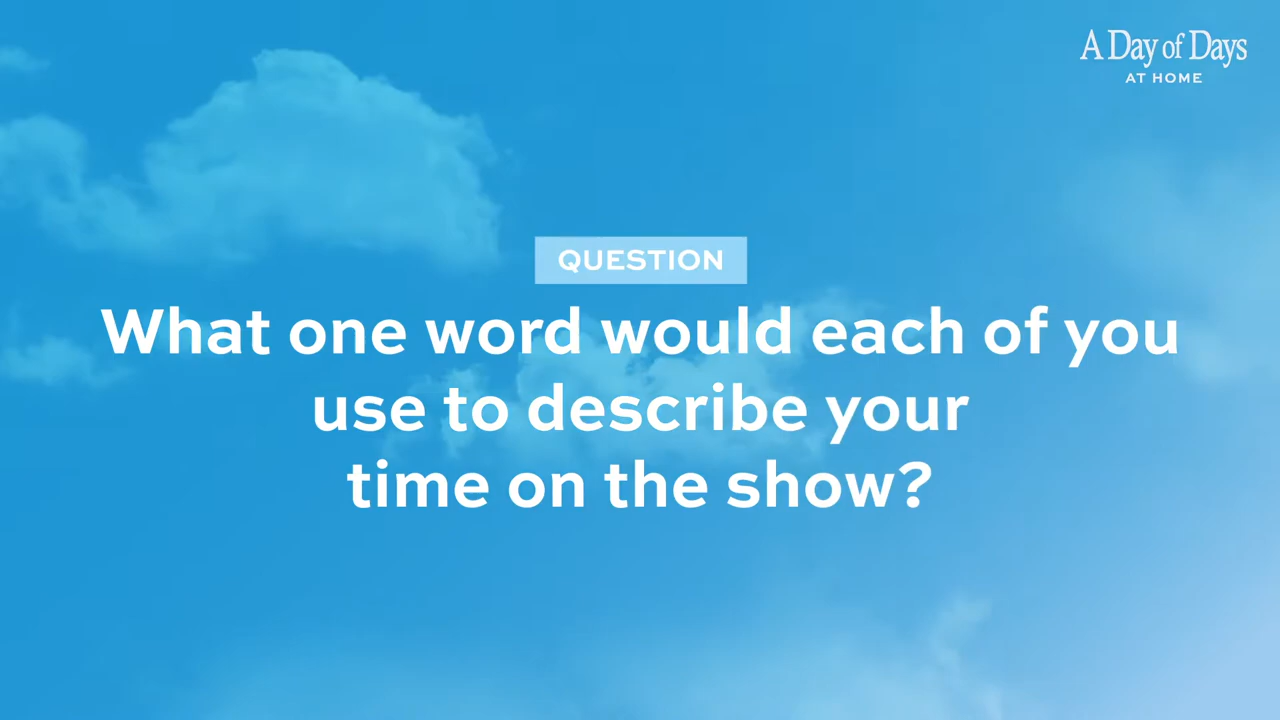 A Day of Days
AT HOME
QUESTION
What one word would each of you
use to describe your
time on the show?